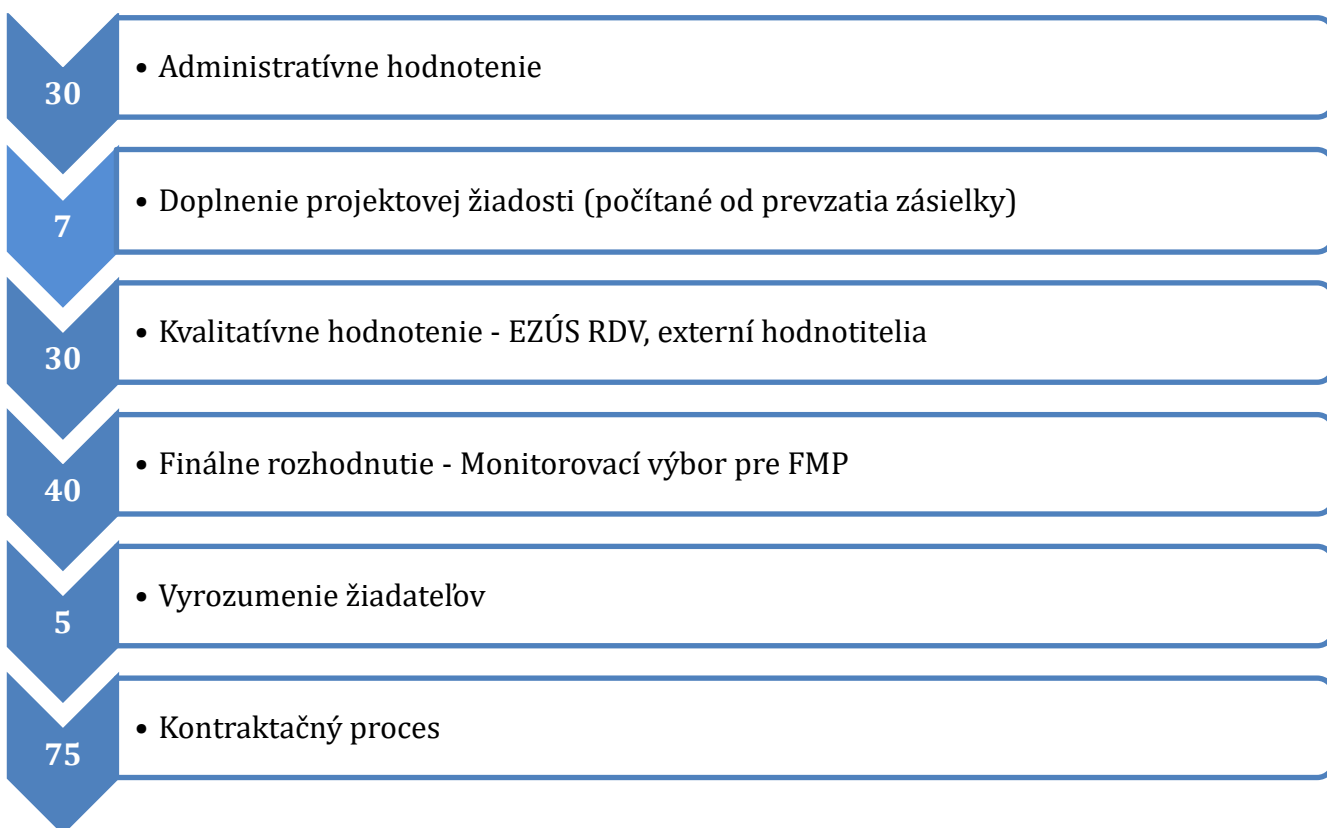 30
• Administratívne hodnotenie
7
• Doplnenie projektovej žiadosti (počítané od prevzatia zásielky)
30
• Kvalitatívne hodnotenie - EZÚS RDV, externí hodnotitelia
40
• Finálne rozhodnutie - Monitorovací výbor pre FMP
5
• Vyrozumenie žiadateľov
75
• Kontraktačný proces